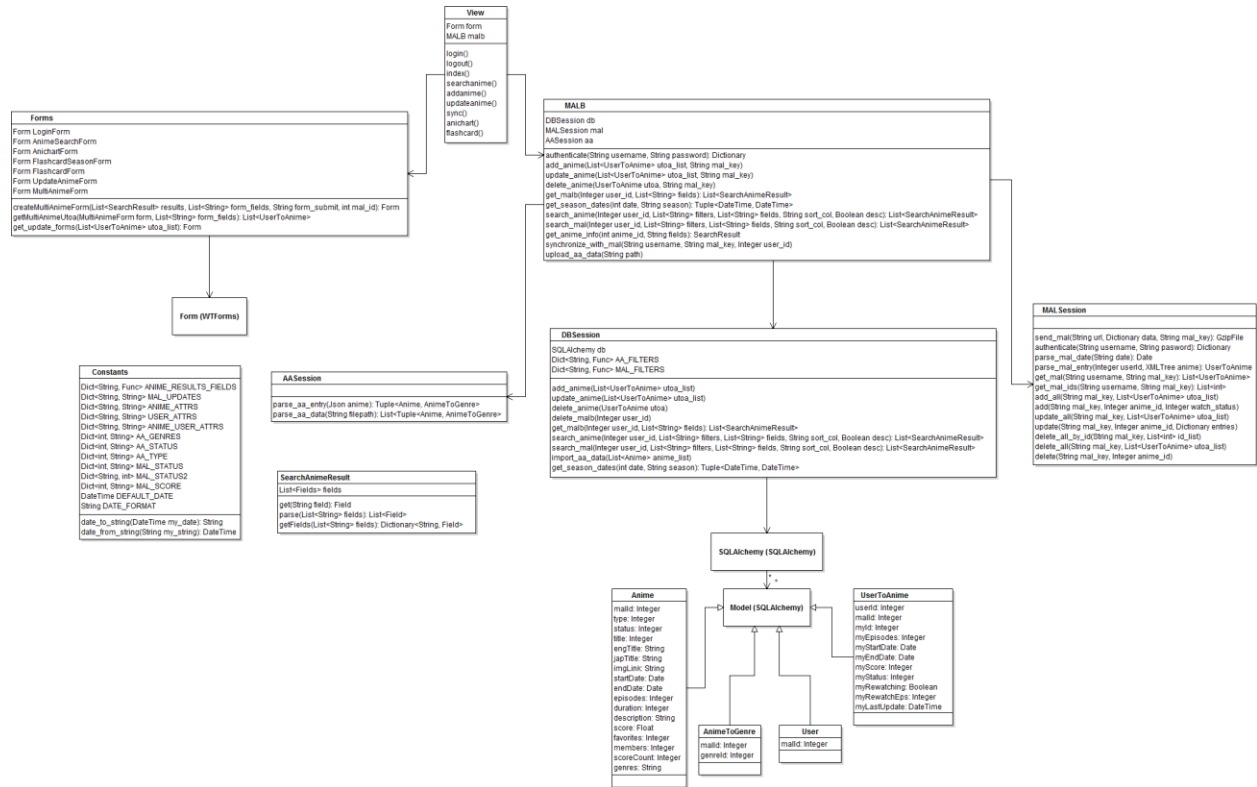 View
Form form
MALB malb
login()
logout()
index()
searchanime()
addanime()
updateanime()
sync()
anichart()
flashcard()
Forms
Form LoginForm
Form AnimeSearchForm
Form AnichartForm
Form FlashcardSeasonForm
Form FlashcardForm
Form UpdateAnimeForm
Form MultiAnimeForm
createMultiAnimeForm(List<SearchResult> results, List<String> form_fields, String form_submit, int mal_id): Form
getMultiAnimeUtoa(MultiAnimeForm form, List<String> form_fields): List<UserToAnime>
get_update_forms(List<UserToAnime> utoa_list): Form
MALB
DBSession db
MALSession mal
AASession aa
authenticate(String username, String password): Dictionary
add_anime(List<UserToAnime> utoa_list, String mal_key)
update_anime(List<UserToAnime> utoa_list, String mal_key)
delete_anime(UserToAnime utoa, String mal_key)
get_malb(Integer user_id, List<String> fields): List<SearchAnimeResult>
get_season_dates(int date, String season): Tuple<DateTime, DateTime>
search_anime(Integer user_id, List<String> filters, List<String> fields, String sort_col, Boolean desc): List<SearchAnimeResult>
search_mal(Integer user_id, List<String> filters, List<String> fields, String sort_col, Boolean desc): List<SearchAnimeResult>
get_anime_info(int anime_id, String fields): SearchResult
synchronize_with_mal(String username, String mal_key, Integer user_id)
upload_aa_data(String path)
Form (WTForms)
Constants
Dict<String, Func> ANIME_RESULTS_FIELDS
Dict<String, String> MAL_UPDATES
Dict<String, String> ANIME_ATTRS
Dict<String, String> USER_ATTRS
Dict<String, String> ANIME_USER_ATTRS
Dict<int, String> AA_GENRES
Dict<int, String> AA_STATUS
Dict<int, String> AA_TYPE
Dict<int, String> MAL_STATUS
Dict<String, int> MAL_STATUS2
Dict<int, String> MAL_SCORE
DateTime DEFAULT_DATE
String DATE_FORMAT
date_to_string(DateTime my_date): String
date_from_string(String my_string): DateTime
AASession
parse_aa_entry(Json anime): Tuple<Anime, AnimeToGenre>
parse_aa_data(String filepath): List<Tuple<Anime, AnimeToGenre>
SearchAnimeResult
List<Fields> fields
get(String field): Field
parse(List<String> fields): List<Field>
getFields(List<String> fields): Dictionary<String, Field>
DBSession
SQLAlchemy db
Dict<String, Func> AA_FILTERS
Dict<String, Func> MAL_FILTERS
add_anime(List<UserToAnime> utoa_list)
update_anime(List<UserToAnime> utoa_list)
delete_anime(UserToAnime utoa)
delete_malb(Integer user_id)
get_malb(Integer user_id, List<String> fields): List<SearchAnimeResult>
search_anime(Integer user_id, List<String> filters, List<String> fields, String sort_col, Boolean desc): List<SearchAnimeResult>
search_mal(Integer user_id, List<String> filters, List<String> fields, String sort_col, Boolean desc): List<SearchAnimeResult>
import_aa_data(List<Anime> anime_list)
get_season_dates(int date, String season): Tuple<DateTime, DateTime>
MALSession
send_mal(String url, Dictionary data, String mal_key): GzipFile
authenticate(String username, String pasword): Dictionary
parse_mal_date(String date): Date
parse_mal_entry(Integer userId, XMLTree anime): UserToAnime
get_mal(String username, String mal_key): List<UserToAnime>
get_mal_ids(String username, String mal_key): List<int>
add_all(String mal_key, List<UserToAnime> utoa_list)
add(String mal_key, Integer anime_id, Integer watch_status)
update_all(String mal_key, List<UserToAnime> utoa_list)
update(String mal_key, Integer anime_id, Dictionary entries)
delete_all_by_id(String mal_key, List<int> id_list)
delete_all(String mal_key, List<UserToAnime> utoa_list)
delete(String mal_key, Integer anime_id)
SQLAlchemy (SQLAlchemy)
*
*
Model (SQLAlchemy)
Anime
malId: Integer
type: Integer
status: Integer
title: Integer
engTitle: String
japTitle: String
imgLink: String
startDate: Date
endDate: Date
episodes: Integer
duration: Integer
description: String
score: Float
favorites: Integer
members: Integer
scoreCount: Integer
genres: String
AnimeToGenre
malId: Integer
genreId: Integer
User
malId: Integer
UserToAnime
userId: Integer
malId: Integer
myId: Integer
myEpisodes: Integer
myStartDate: Date
myEndDate: Date
myScore: Integer
myStatus: Integer
myRewatching: Boolean
myRewatchEps: Integer
myLastUpdate: DateTime